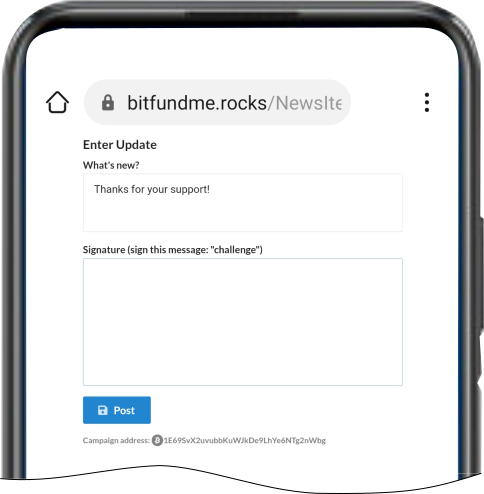 bitfundme.rocks/NewsIte
Enter Update
What's new?
Thanks for your support!
Signature (sign this message: "challenge")
Post
Campaign address: 1E69SvX2uvubbKuWJkDe9LhYe6NTg2nWbg